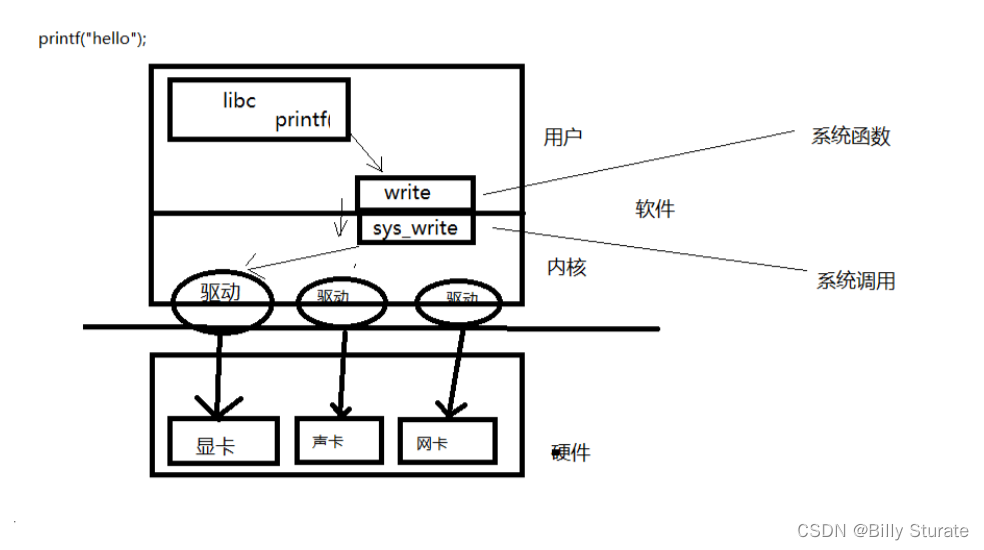 printf("hello");
libc
printf(
用户
系统函数
write
软件
sys_write
内核
系统调用
驱动
驱动
驱动
显卡
声卡
网卡
硬件
CSDN @Billy Sturate